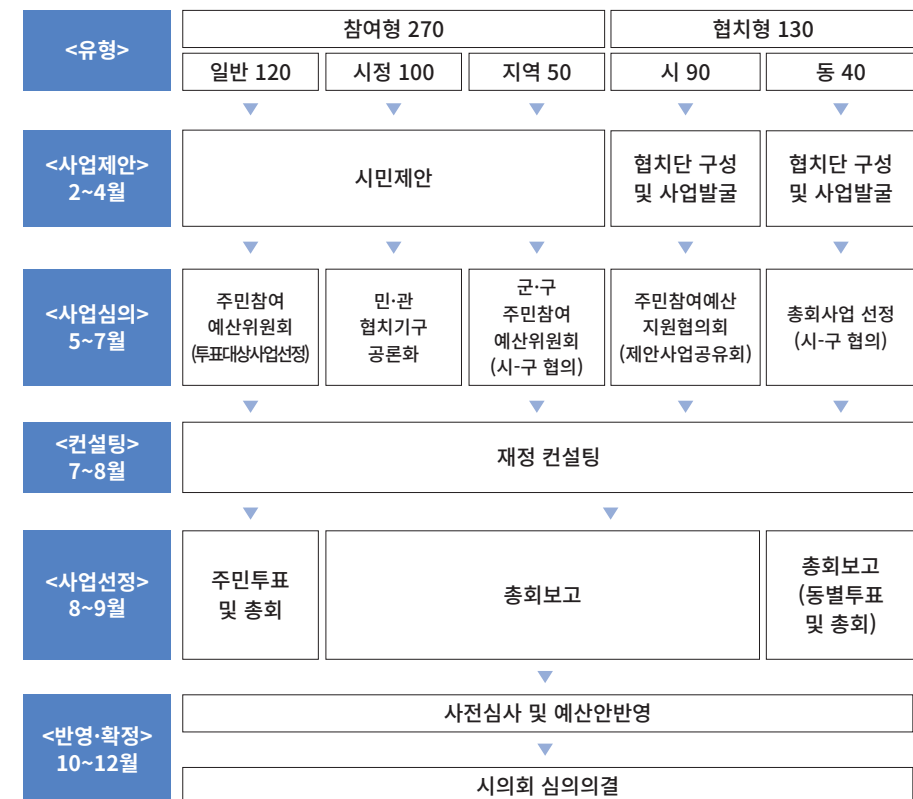 <유형>
참여형 270
협치형 130
일반 120
시정 100
지역 50
시 90
동 40
<사업제안>
2~4월
시민제안
협치단 구성
및 사업발굴
협치단 구성
및 사업발굴
<사업심의>
5~7월
주민참여
예산위원회
(투표대상사업선정)
민·관
협치기구
공론화
군·구
주민참여
예산위원회
(시-구 협의)
주민참여예산
지원협의회
(제안사업공유회)
총회사업 선정
(시-구 협의)
<컨설팅>
7~8월
재정 컨설팅
<사업선정>
8~9월
주민투표
및 총회
총회보고
총회보고
(동별투표
및 총회)
<반영·확정>
10~12월
사전심사 및 예산안반영
시의회 심의의결